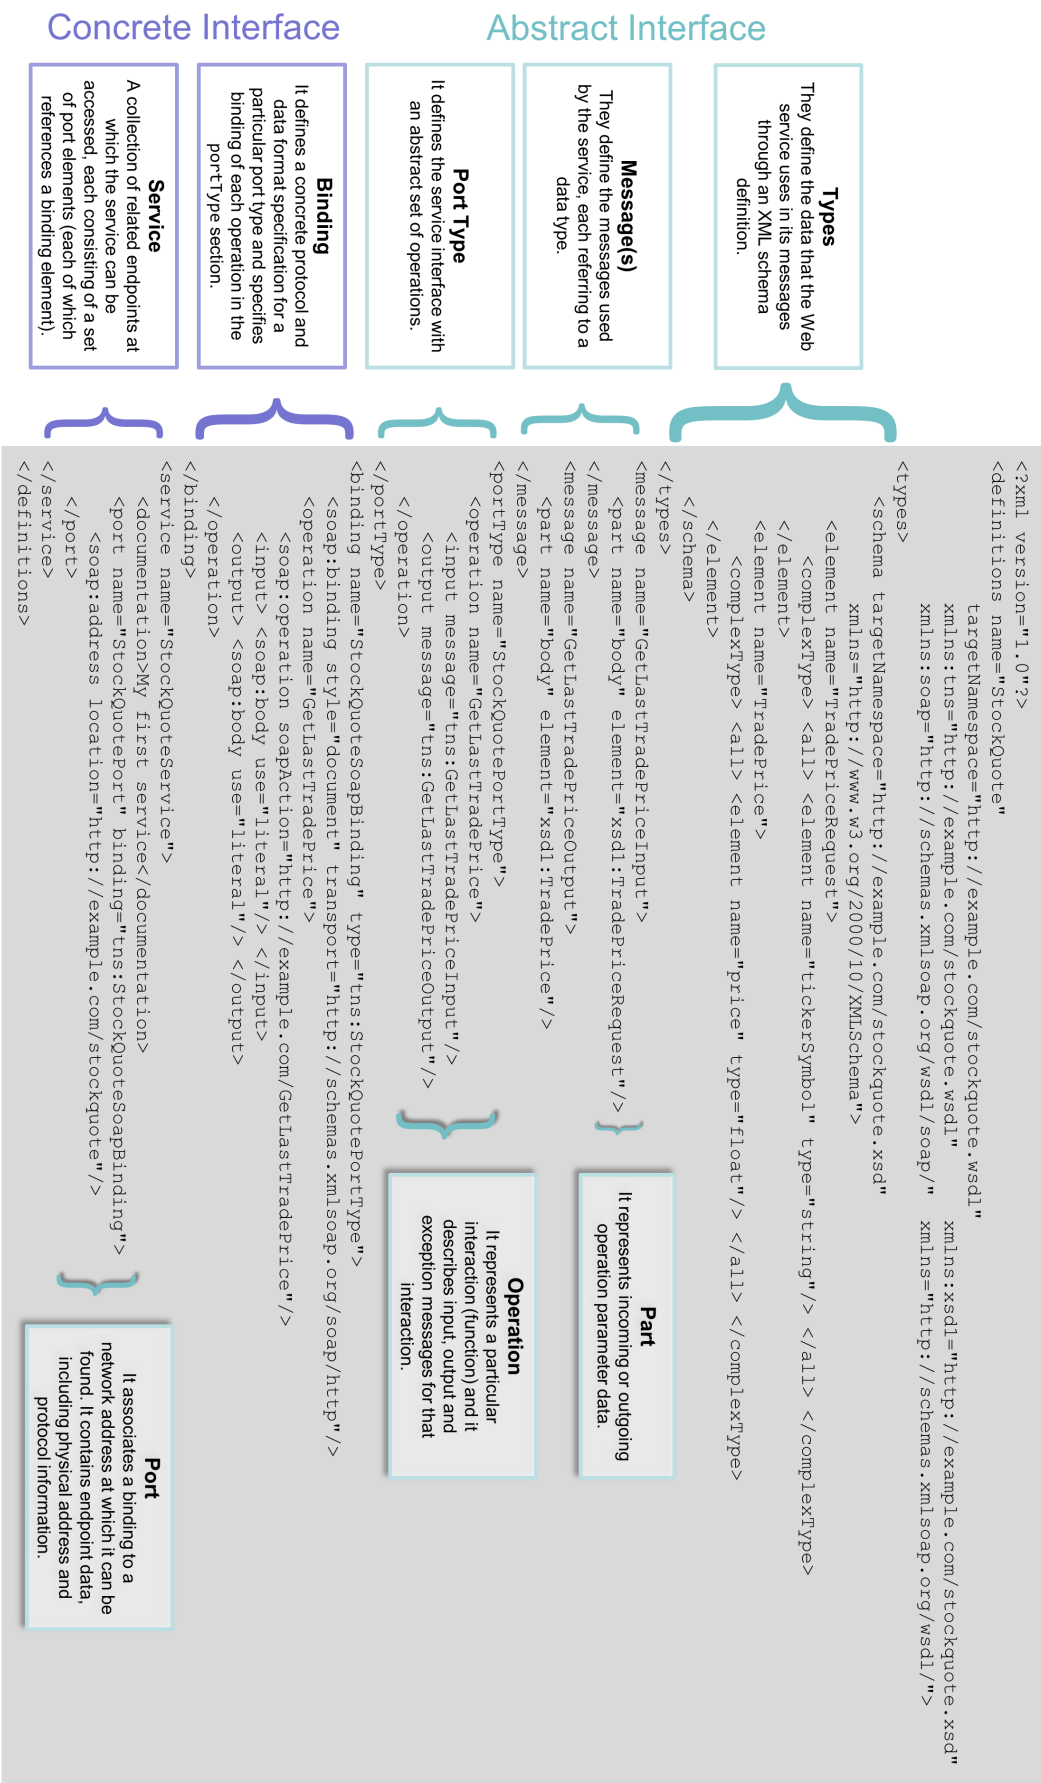 Concrete Interface
Abstract Interface
Types
They define the data that the Web
service uses in its messages
through an XML schema
definition.
Message(s)
They define the messages used
by the service, each referring to a
data type.
Port Type
It defines the service interface with
an abstract set of operations.
Binding
It defines a concrete protocol and
data format specification for a
particular port type and specifies
binding of each operation in the
portType section.
Service
A collection of related endpoints at
which the service can be
accessed, each consisting of a set
of port elements (each of which
references a binding element).
<?xml version="1.0"?>
<definitions name="StockQuote"
targetNamespace="http://example.com/stockquote.wsdl"
xmlns:tns="http://example.com/stockquote.wsdl" xmlns:xsd1="http://example.com/stockquote.xsd"
xmlns:soap="http://schemas.xmlsoap.org/wsdl/soap/" xmlns="http://schemas.xmlsoap.org/wsdl/">
<types>
<schema targetNamespace="http://example.com/stockquote.xsd"
xmlns="http://www.w3.org/2000/10/XMLSchema">
<element name="TradePriceRequest">
<complexType> <all> <element name="tickerSymbol" type="string"/> </all> </complexType>
</element>
<element name="TradePrice">
<complexType> <all> <element name="price" type="float"/> </all> </complexType>
</element>
</schema>
</types>
<message name="GetLastTradePriceInput">
<part name="body" element="xsd1:TradePriceRequest"/>
</message>
<message name="GetLastTradePriceOutput">
<part name="body" element="xsd1:TradePrice"/>
</message>
<portType name="StockQuotePortType">
<operation name="GetLastTradePrice">
<input message="tns:GetLastTradePriceInput"/>
<output message="tns:GetLastTradePriceOutput"/>
</operation>
</portType>
<binding name="StockQuoteSoapBinding" type="tns:StockQuotePortType">
<soap:binding style="document" transport="http://schemas.xmlsoap.org/soap/http"/>
<operation name="GetLastTradePrice">
<soap:operation soapAction="http://example.com/GetLastTradePrice"/>
<input> <soap:body use="literal"/> </input>
<output> <soap:body use="literal"/> </output>
</operation>
</binding>
<service name="StockQuoteService">
<documentation>My first service</documentation>
<port name="StockQuotePort" binding="tns:StockQuoteSoapBinding">
<soap:address location="http://example.com/stockquote"/>
</port>
</service>
</definitions>
Part
It represents incoming or outgoing
operation parameter data.
Operation
It represents a particular
interaction (function) and it
describes input, output and
exception messages for that
interaction.
Port
It associates a binding to a
network address at which it can be
found. It contains endpoint data,
including physical address and
protocol information.